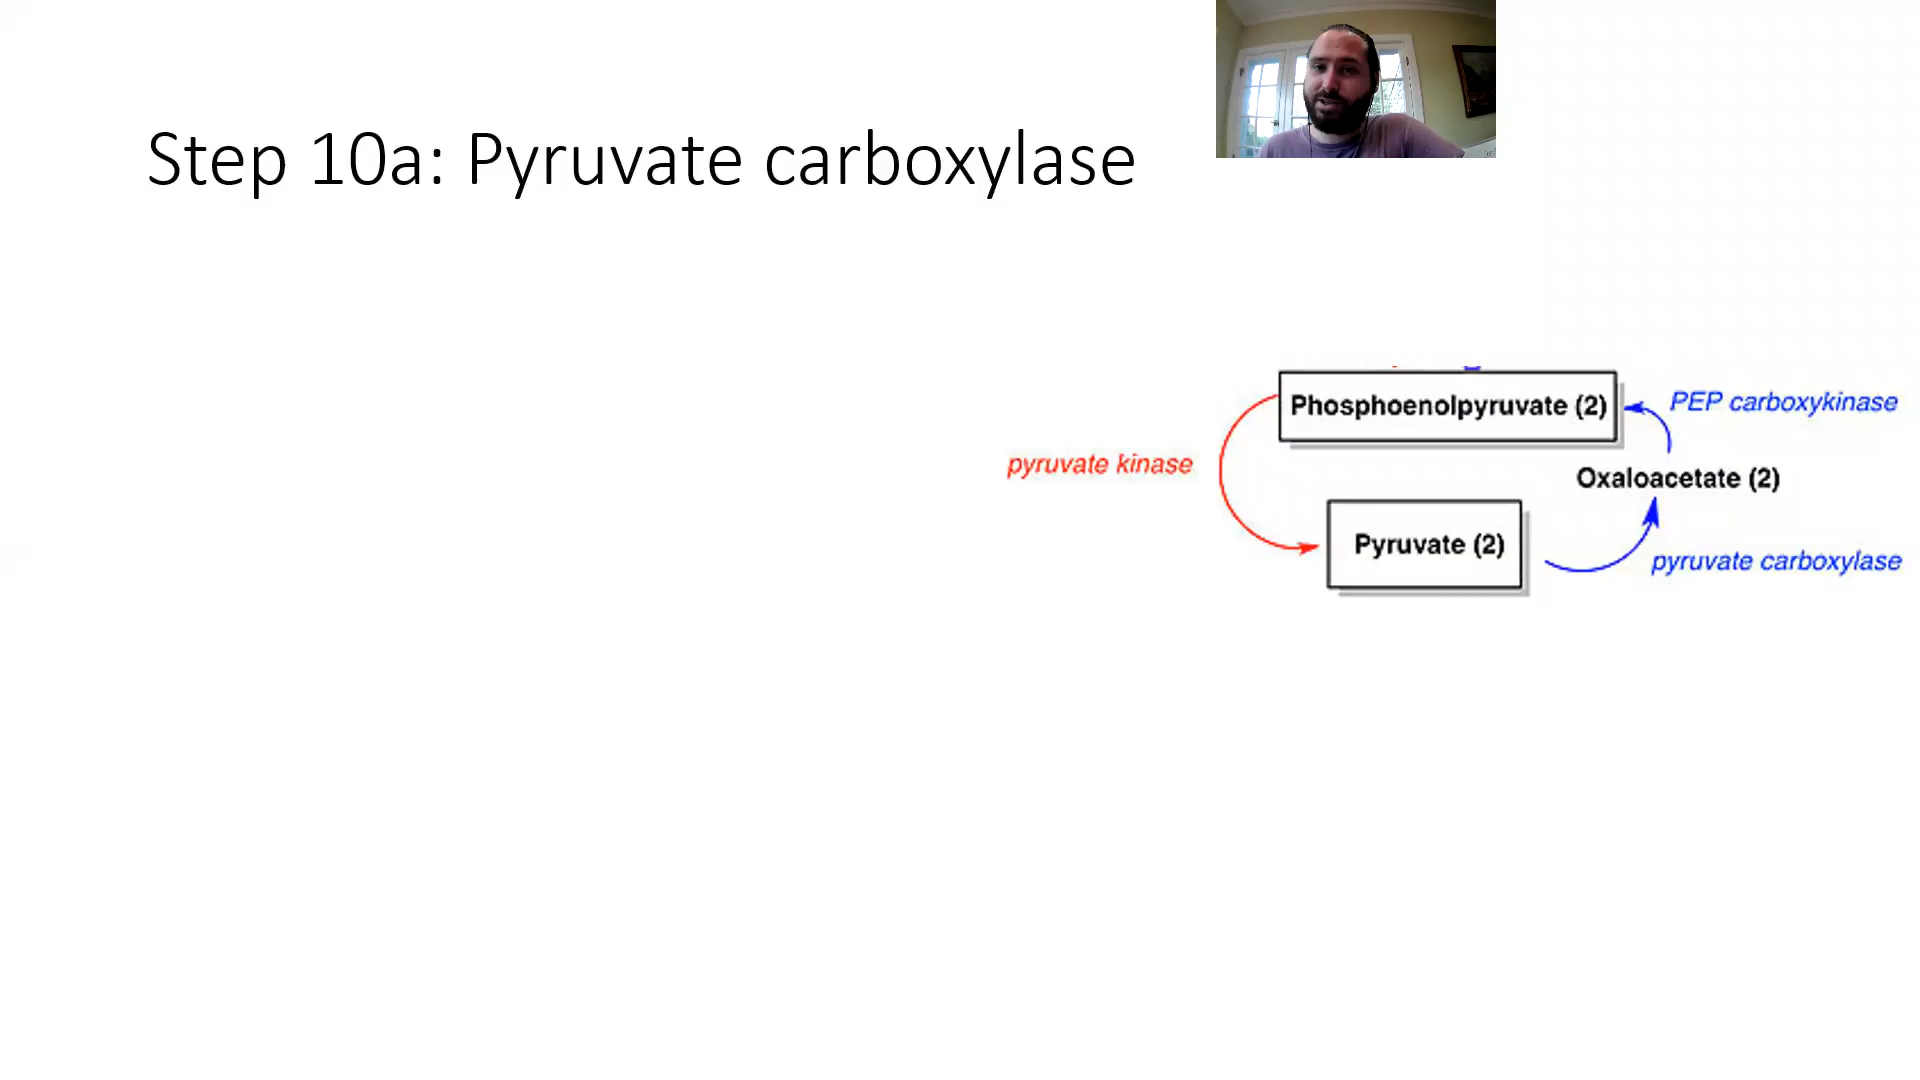 Step 10a: Pyruvate carboxylase
Phosphoenolpyruvate (2)
PEP carboxykinase
pyruvate kinase
Oxaloacetate (2)
Pyruvate (2)
pyruvate carboxylase